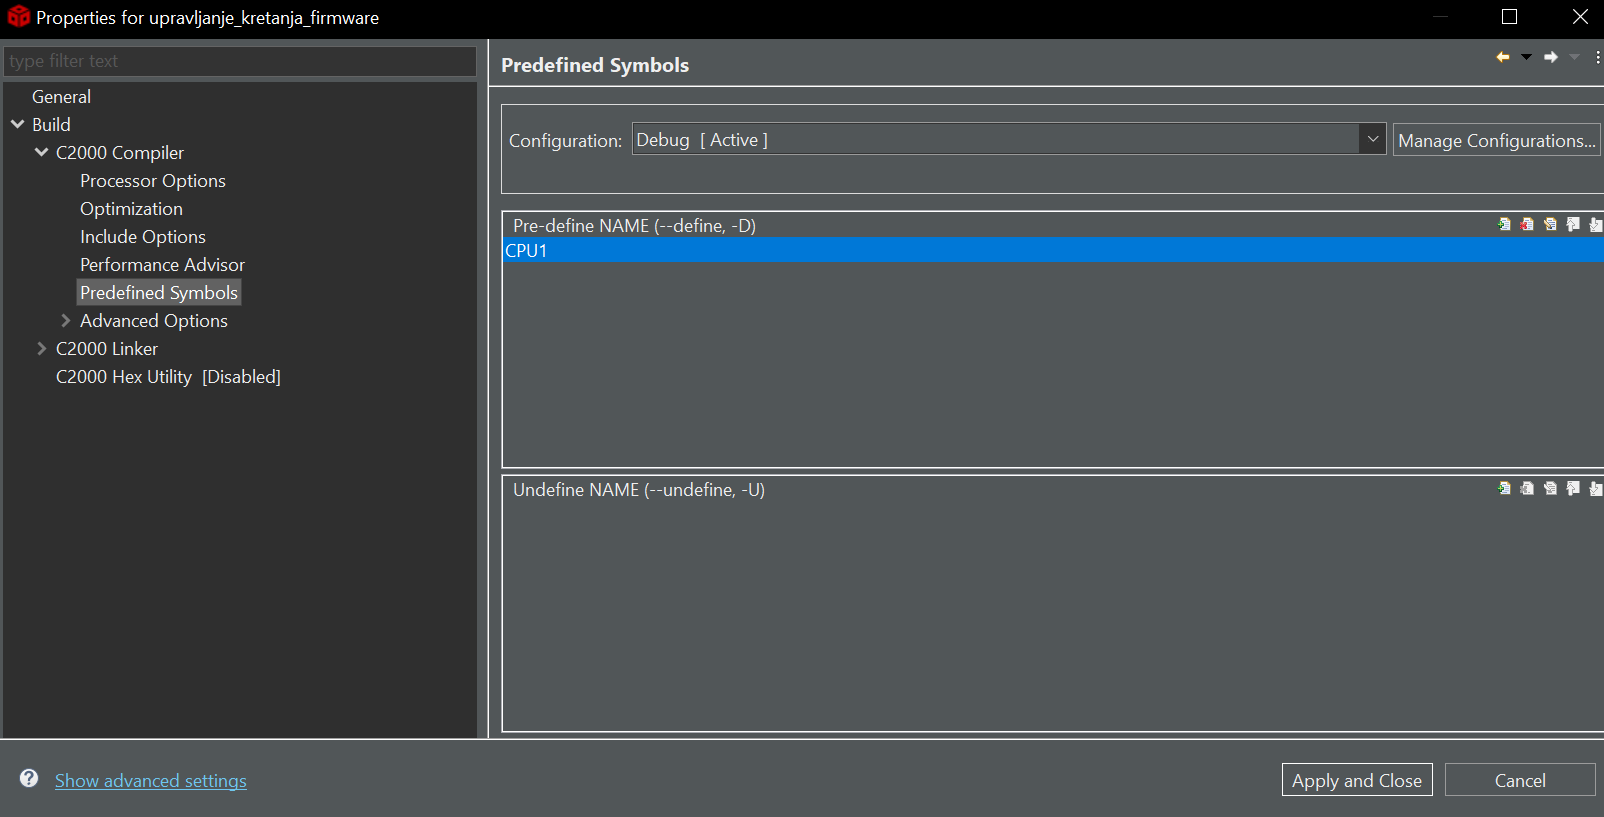 Properties for upravljanje_kretanja_firmware
type filter text
General
Build
C2000 Compiler
Processor Options
Optimization
Include Options
Performance Advisor
Predefined Symbols
Advanced Options
C2000 Linker
C2000 Hex Utility [Disabled]
Predefined Symbols
Configuration: Debug [ Active ] Manage Configurations...
Pre-define NAME (--define, -D)
CPU1
Undefine NAME (--undefine, -U)
Show advanced settings
Apply and Close Cancel